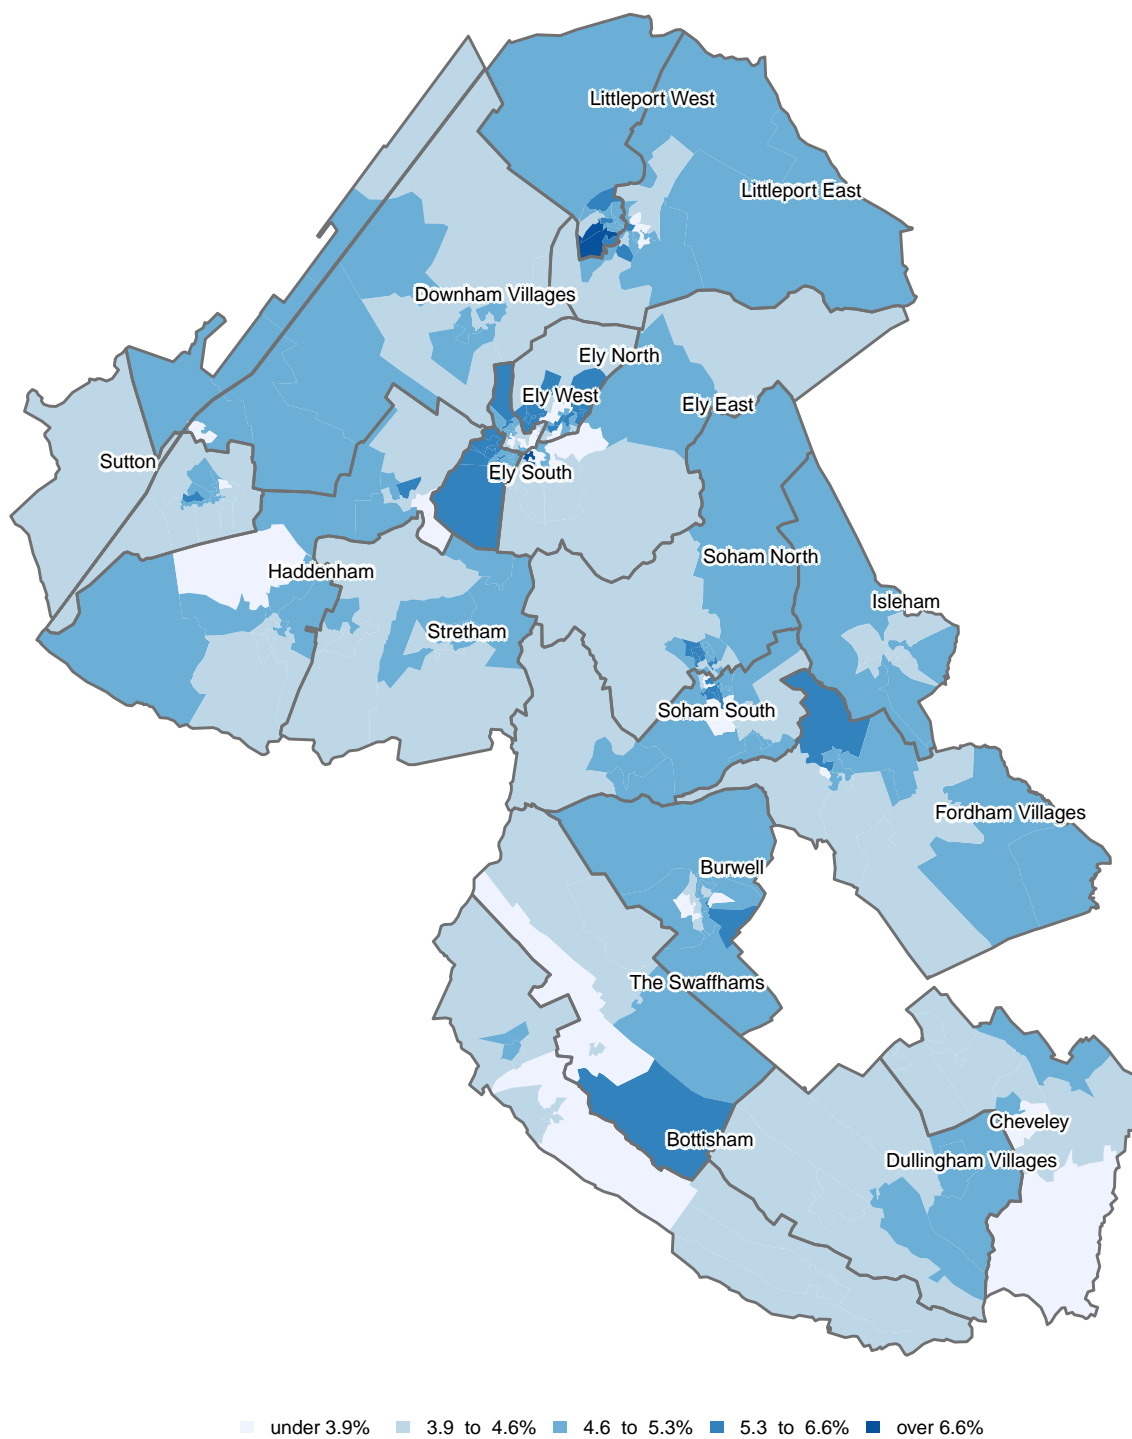 Littleport West
Littleport East
Downham Villages
Ely North
Ely West
Ely East
Sutton
Ely South
Soham North
Haddenham
Isleham
Stretham
Soham South
Fordham Villages
Burwell
The Swaffhams
Cheveley
Bottisham
Dullingham Villages
under 3.9% 3.9 to 4.6% 4.6 to 5.3% 5.3 to 6.6% over 6.6%